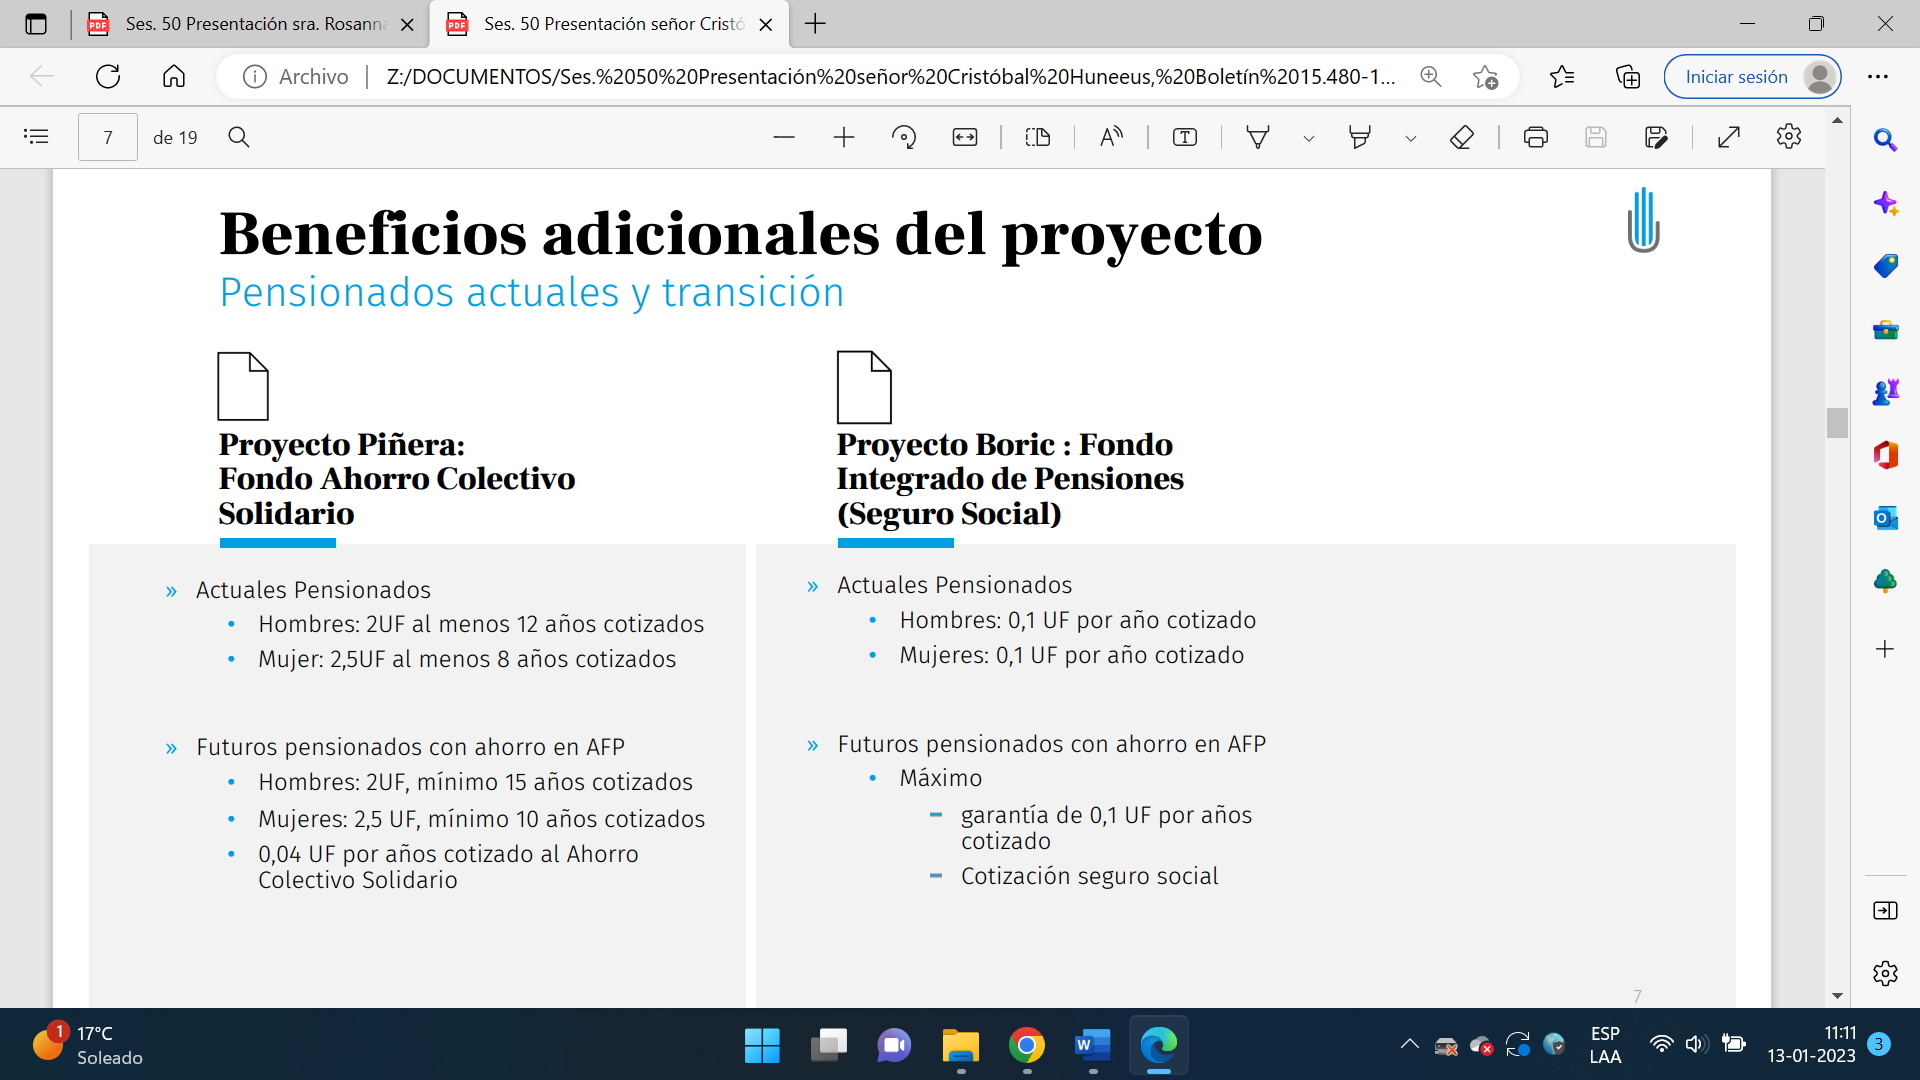 Ses. 50 Presentación sra. Rosanna
Ses. 50 Presentación señor Cristó
Archivo
Z:/DOCUMENTOS/Ses.%2050%20Presentación%20señor%20Cristóbal%20Huneeus,%20Boletín%2015.480-1...
Iniciar sesión
7 de 19
Beneficios adicionales del proyecto
Pensionados actuales y transición
Proyecto Piñera:
Fondo Ahorro Colectivo
Solidario
» Actuales Pensionados
• Hombres: 2UF al menos 12 años cotizados
• Mujer: 2,5UF al menos 8 años cotizados
» Futuros pensionados con ahorro en AFP
• Hombres: 2UF, mínimo 15 años cotizados
• Mujeres: 2,5 UF, mínimo 10 años cotizados
• 0,04 UF por años cotizado al Ahorro
Colectivo Solidario
Proyecto Boric : Fondo
Integrado de Pensiones
(Seguro Social)
» Actuales Pensionados
• Hombres: 0,1 UF por año cotizado
• Mujeres: 0,1 UF por año cotizado
» Futuros pensionados con ahorro en AFP
• Máximo
– garantía de 0,1 UF por años
cotizado
– Cotización seguro social
7
1
17°C
Soleado
ESP
LAA
11:11
13-01-2023
3